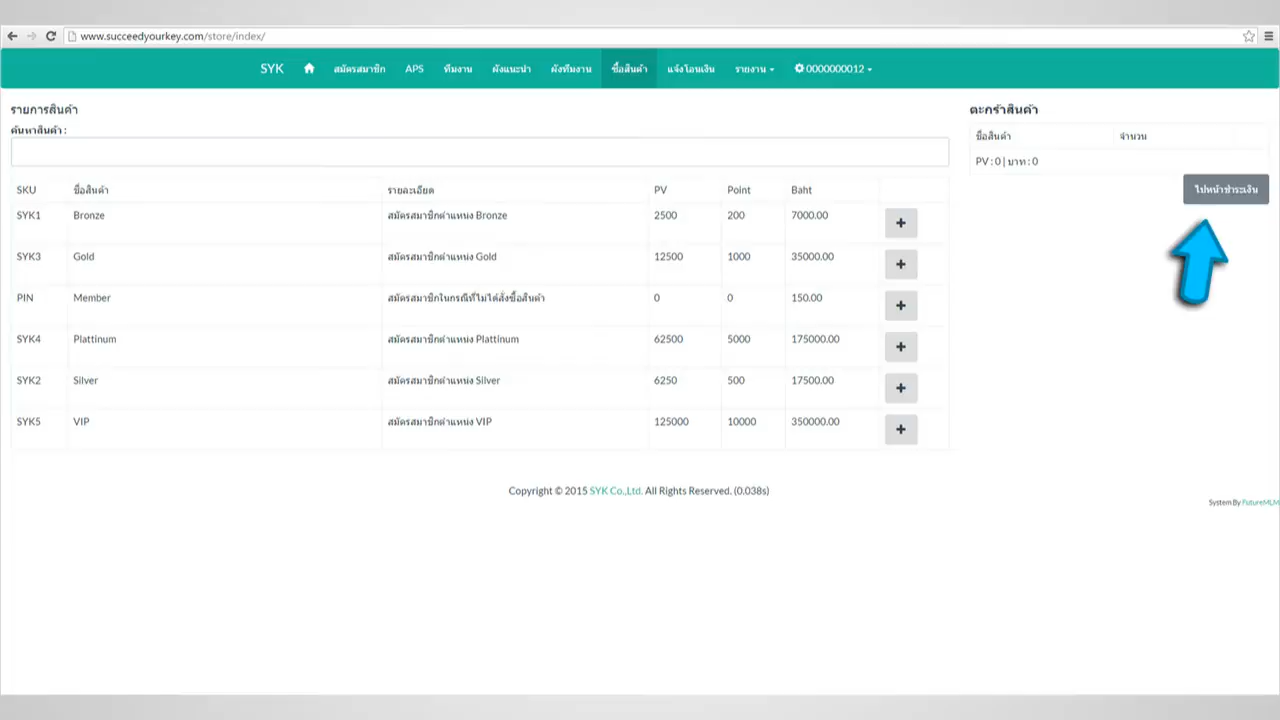 www.succeedyourkey.com/store/index/
SYK สมัครสมาชิก APS ทีมงาน ผังแนะนำ ผังทีมงาน ซื้อสินค้า แจ้งโอนเงิน รายงาน 0000000012
รายการสินค้า
ค้นหาสินค้า :
SKU ชื่อสินค้า รายละเอียด PV Point Baht
SYK1 Bronze สมัครสมาชิกตำแหน่ง Bronze 2500 200 7000.00 +
SYK3 Gold สมัครสมาชิกตำแหน่ง Gold 12500 1000 35000.00 +
PIN Member สมัครสมาชิกในกรณีที่ไม่ได้สั่งซื้อสินค้า 0 0 150.00 +
SYK4 Plattinum สมัครสมาชิกตำแหน่ง Plattinum 62500 5000 175000.00 +
SYK2 Silver สมัครสมาชิกตำแหน่ง Silver 6250 500 17500.00 +
SYK5 VIP สมัครสมาชิกตำแหน่ง VIP 125000 10000 350000.00 +
ตะกร้าสินค้า
ชื่อสินค้า จำนวน
PV : 0 | บาท : 0
ไปหน้าชำระเงิน
Copyright © 2015 SYK Co.,Ltd. All Rights Reserved. (0.038s)
System By FutureMLM